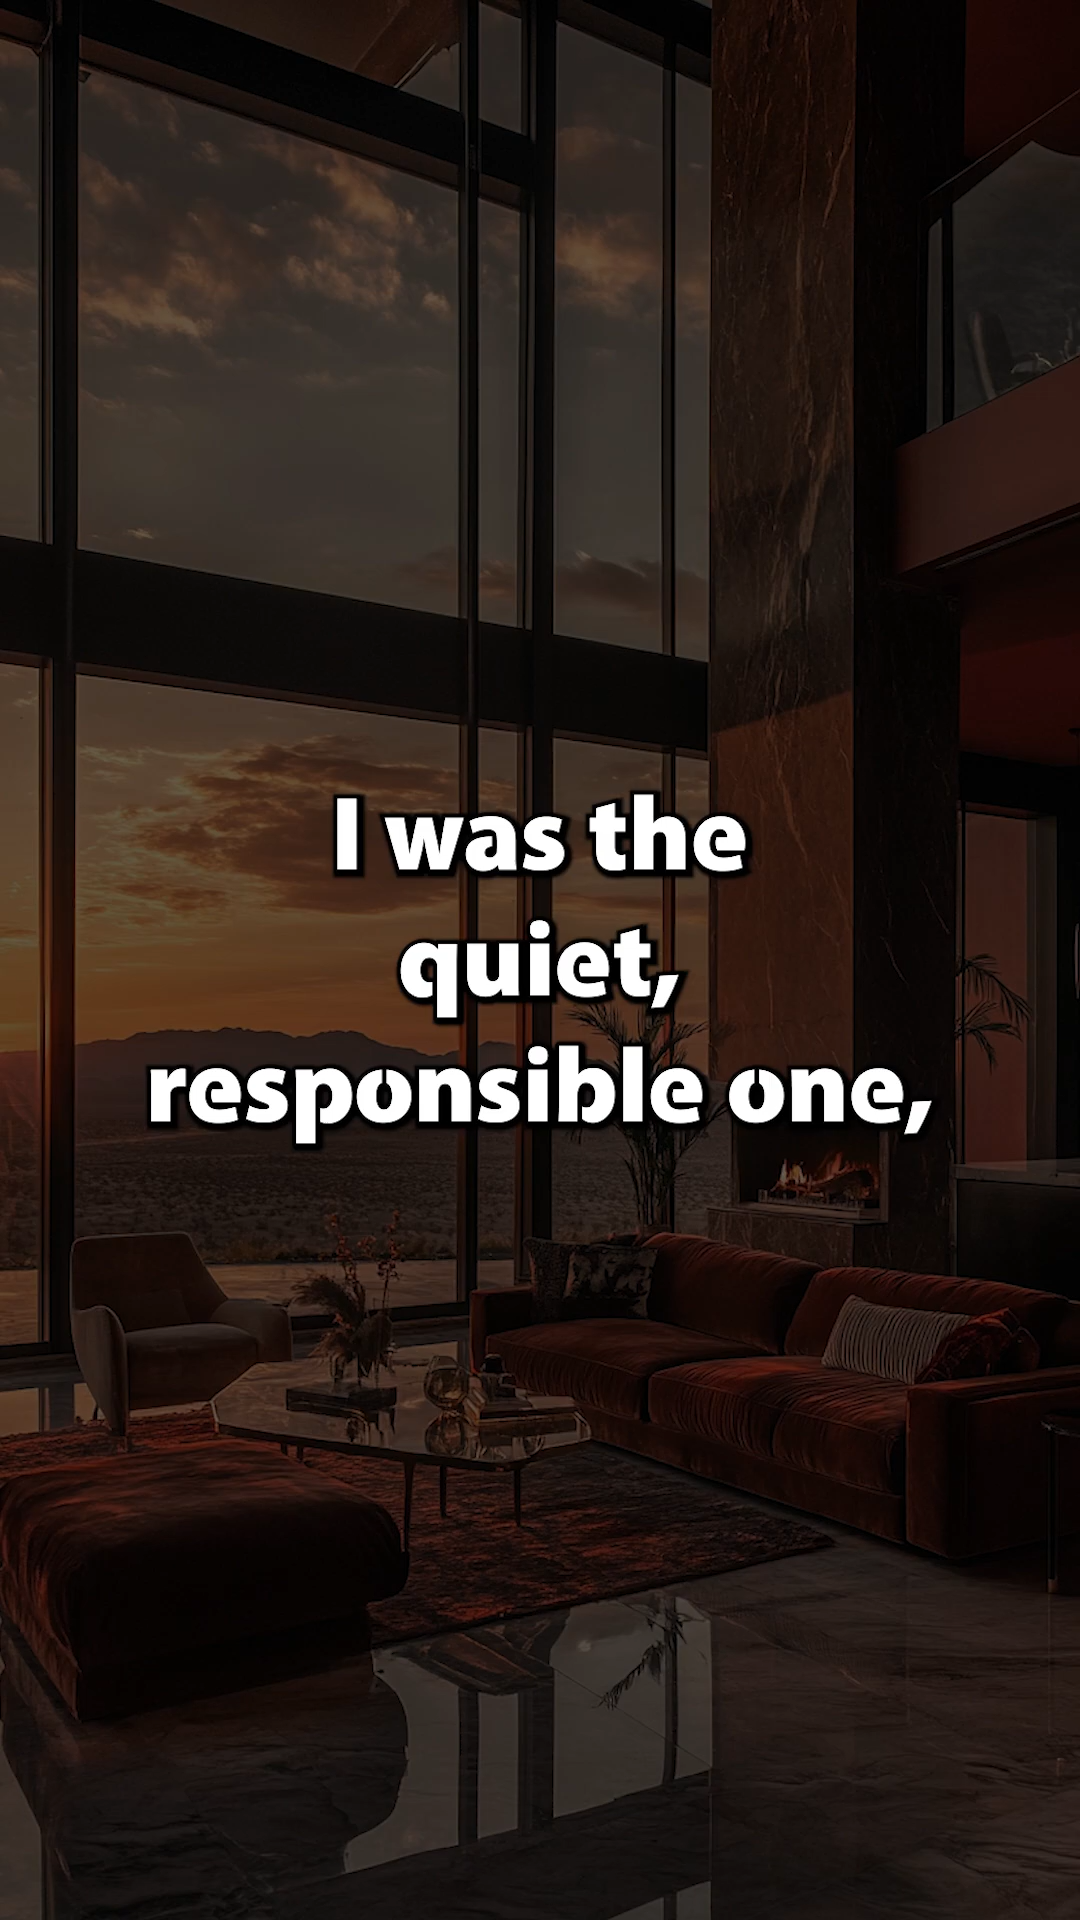 I was the
quiet,
responsible one,